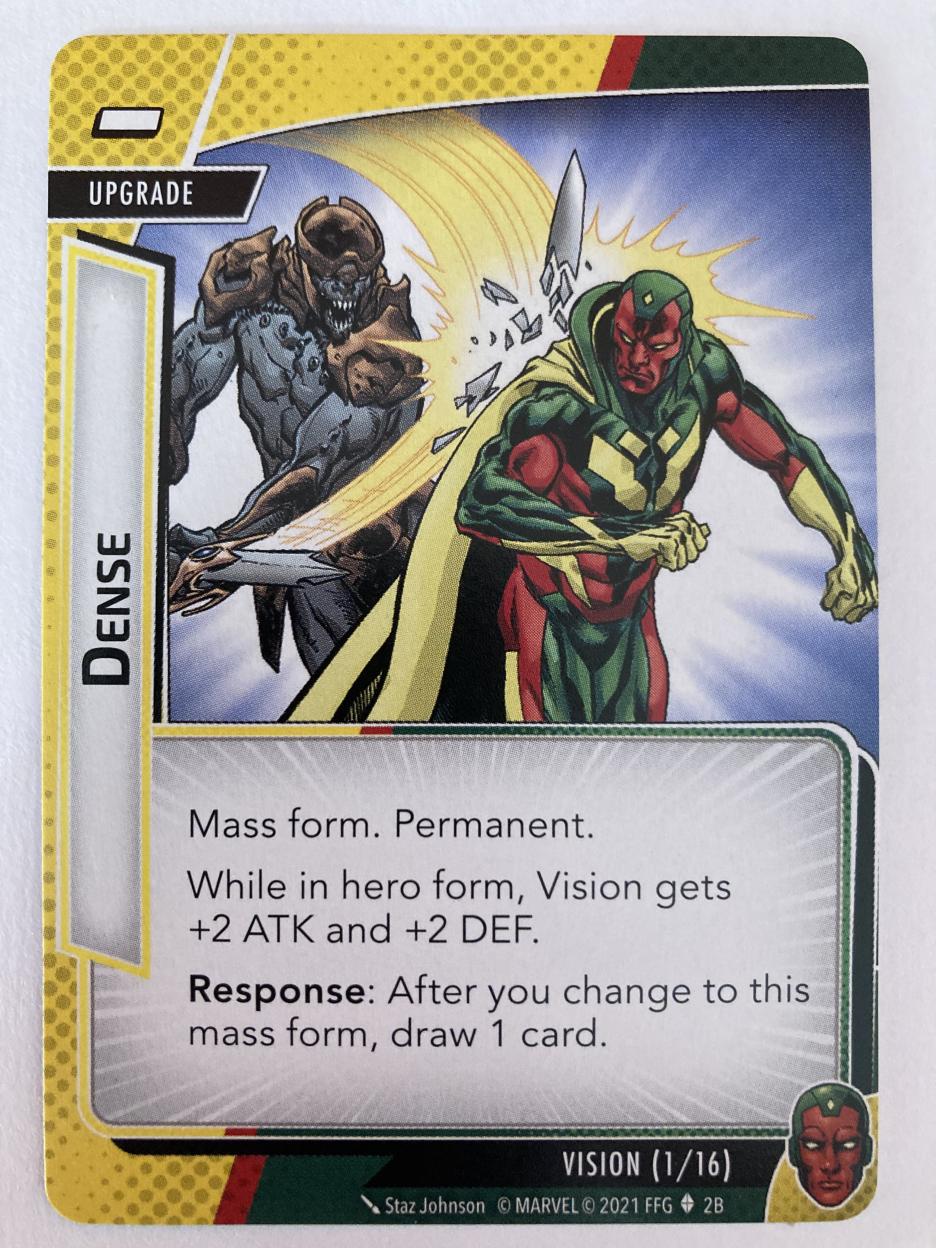 UPGRADE
DENSE
Mass form. Permanent.
While in hero form, Vision gets
+2 ATK and +2 DEF.
Response: After you change to this
mass form, draw 1 card.
VISION (1/16)
Staz Johnson © MARVEL © 2021 FFG 2B